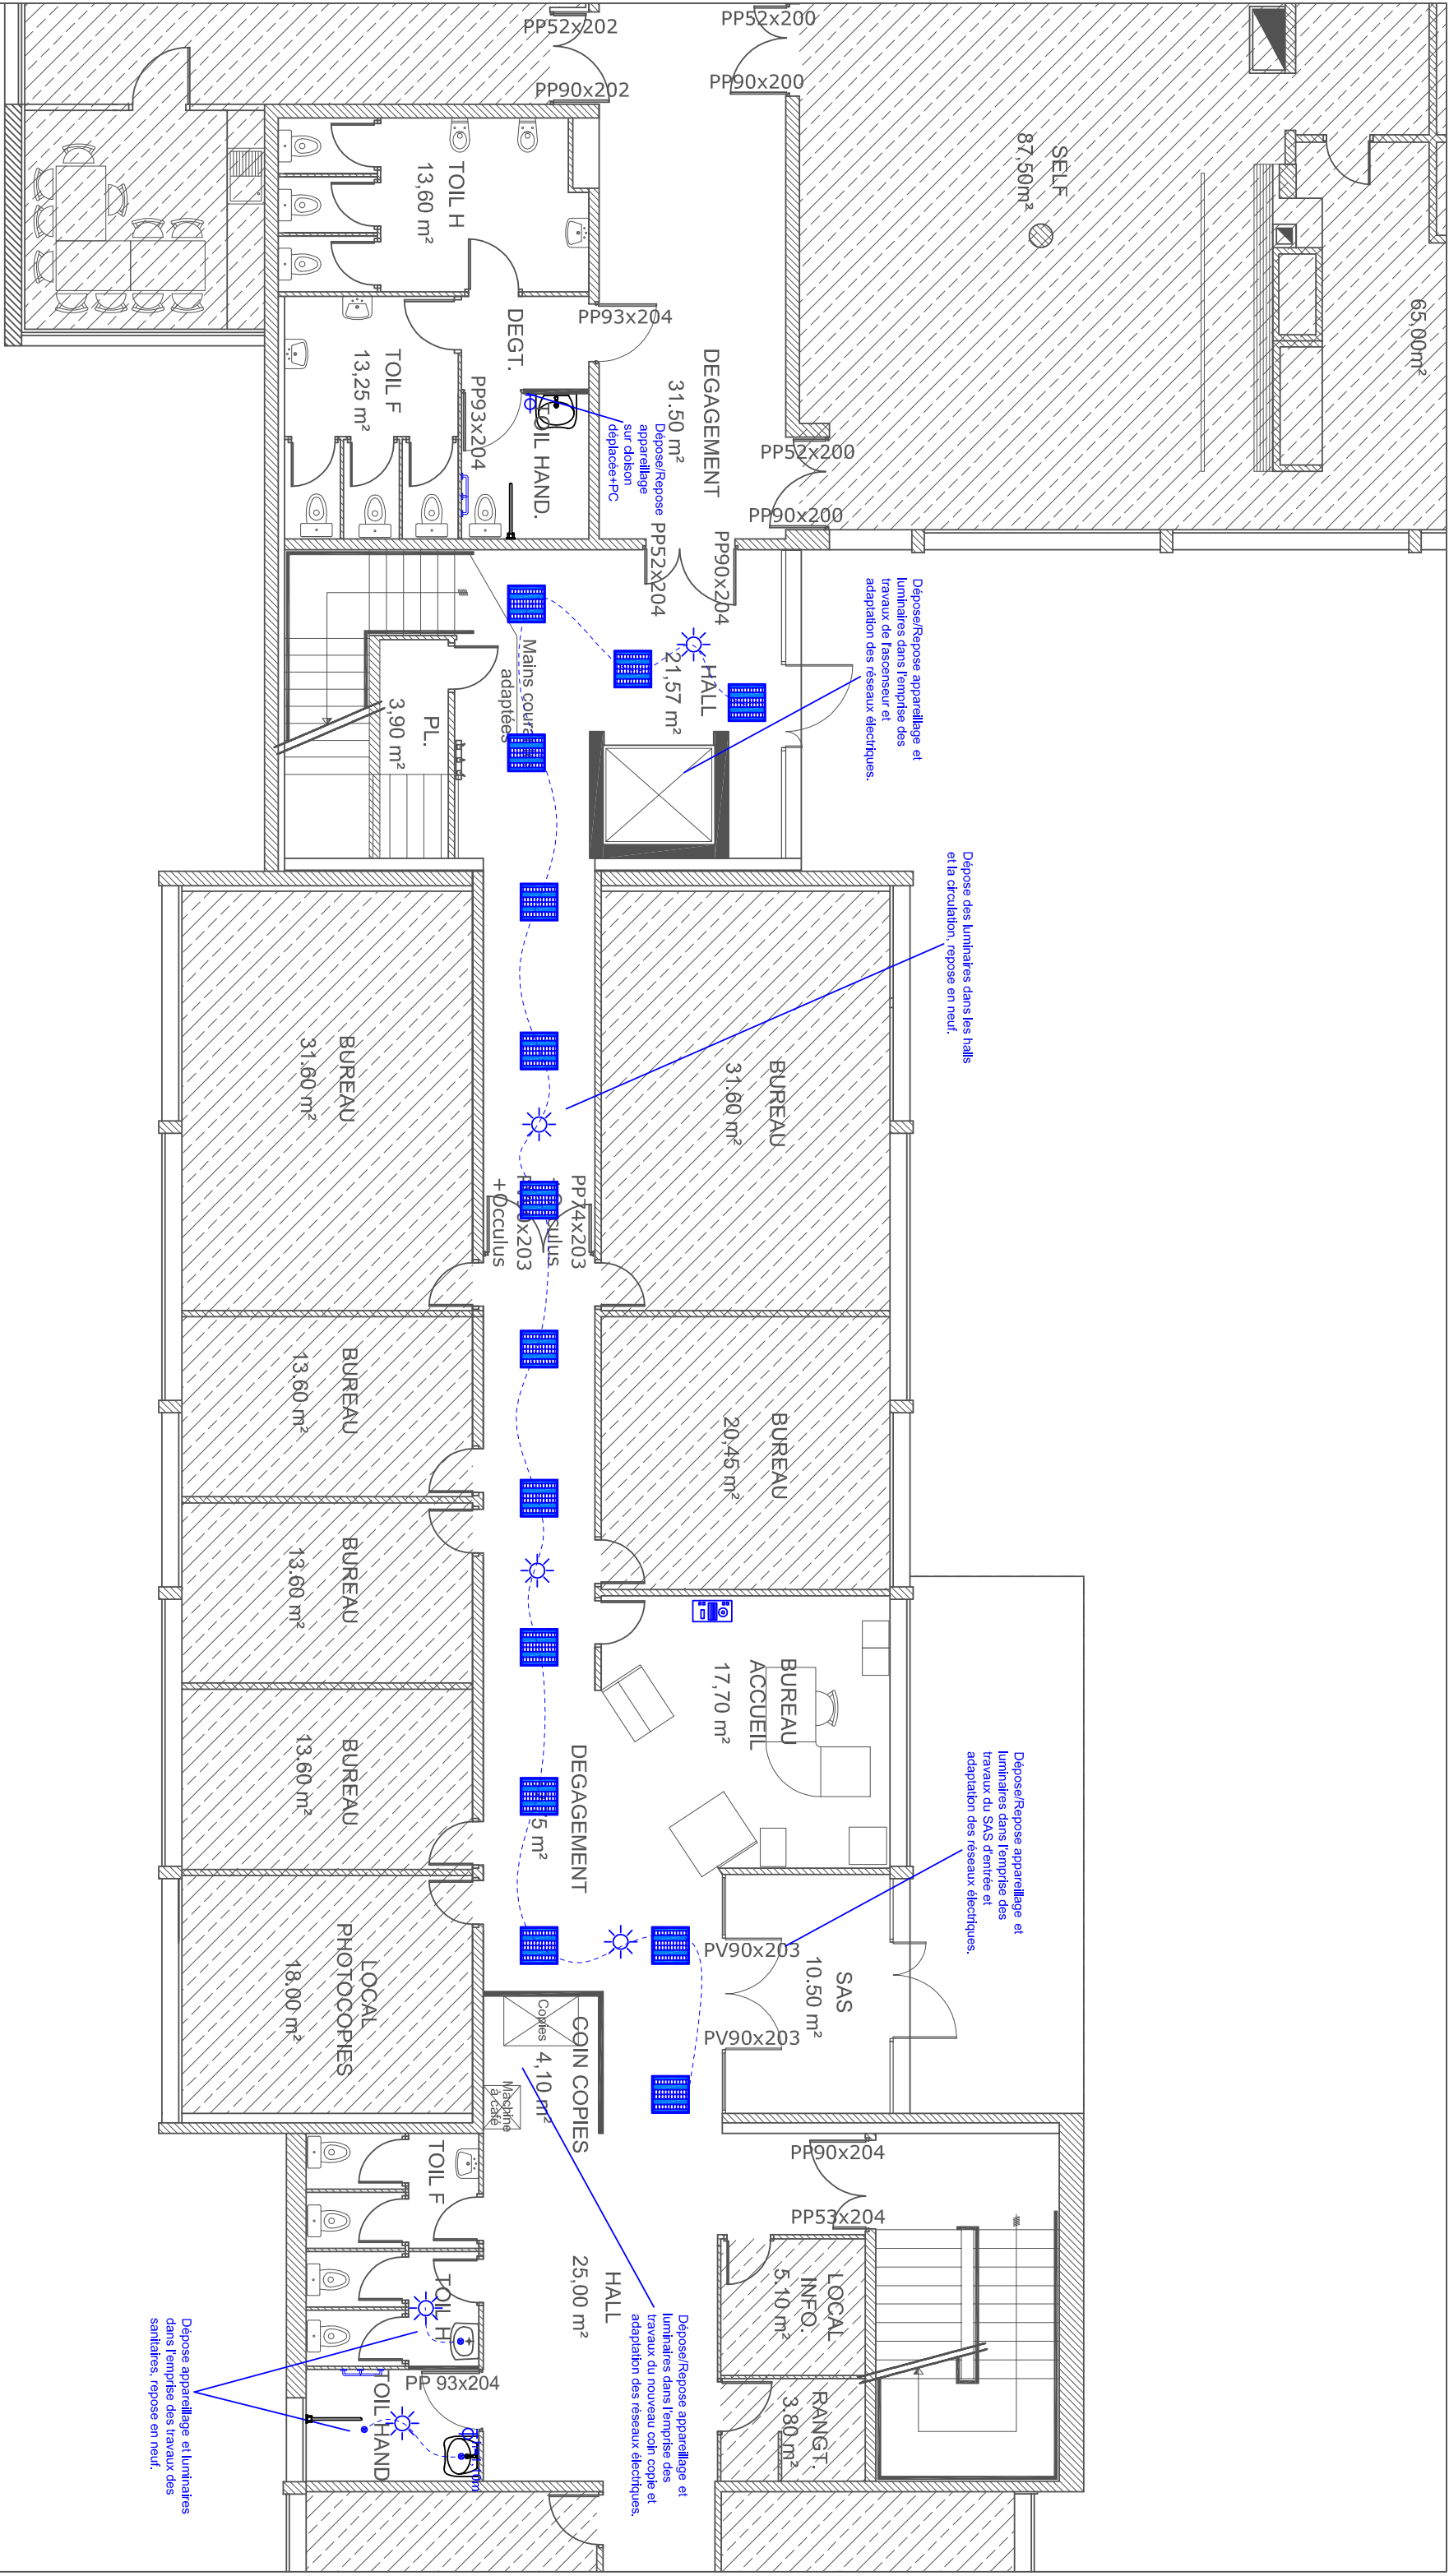 PP52x202
PP52x200
PP90x202
PP90x200
SELF
87,50m²
65,00m²
TOIL H
13,60 m²
PP93x204
DEGT.
TOIL F
13,25 m²
PP93x204
HAND.
DEGAGEMENT
31.50 m²
Dépose/Repose
appareillage
sur cloison
déplacée+PC
PP52x200
PP90x200
PP52x204
PP90x204
HALL
21,57 m²
Dépose/Repose appareillage et
luminaires dans l'emprise des
travaux de l'ascenseur et
adaptation des réseaux électriques.
Mains
adaptées
PL.
3,90 m²
Dépose des luminaires dans les halls
et la circulation, repose en neuf.
BUREAU
31.60 m²
BUREAU
31.60 m²
PP74x203
+Occulus
BUREAU
13.60 m²
BUREAU
20,45 m²
BUREAU
13.60 m²
BUREAU
ACCUEIL
17,70 m²
BUREAU
13.60 m²
DEGAGEMENT
5 m²
Dépose/Repose appareillage et
luminaires dans l'emprise des
travaux du SAS d'entrée et
adaptation des réseaux électriques.
PV90x203
SAS
10.50 m²
PV90x203
LOCAL
PHOTOCOPIES
18.00 m²
COIN COPIES
4,10 m²
Copies
Machine
à café
PP90x204
PP53x204
TOIL F
TOIL H
HALL
25,00 m²
LOCAL
INFO.
5.10 m²
RANGT.
3.80 m²
Dépose/Repose appareillage et
luminaires dans l'emprise des
travaux du nouveau coin copie et
adaptation des réseaux électriques.
PP 93x204
TOIL HAND
Dépose appareillage et luminaires
dans l'emprise des travaux des
sanitaires, repose en neuf.